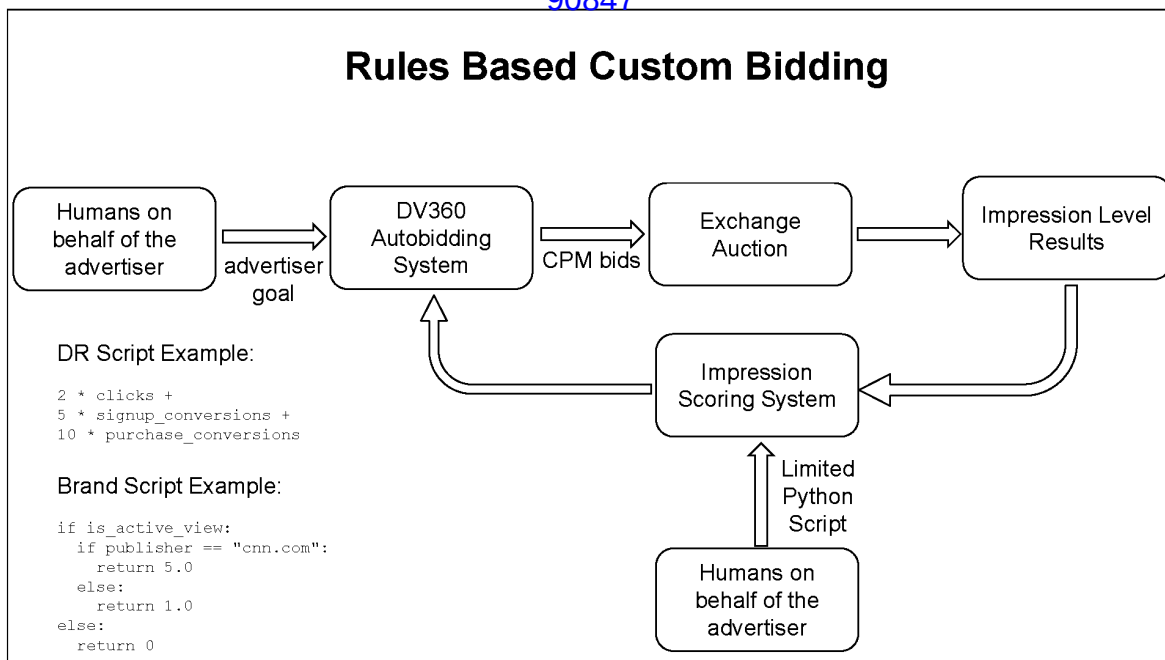 90847
Rules Based Custom Bidding
Humans on
behalf of the
advertiser
advertiser
goal
DV360
Autobidding
System
CPM bids
Exchange
Auction
Impression Level
Results
Impression
Scoring System
Limited
Python
Script
Humans on
behalf of the
advertiser
DR Script Example:
2 * clicks +
5 * signup_conversions +
10 * purchase_conversions
Brand Script Example:
if is_active_view:
  if publisher == "cnn.com":
    return 5.0
  else:
    return 1.0
else:
  return 0